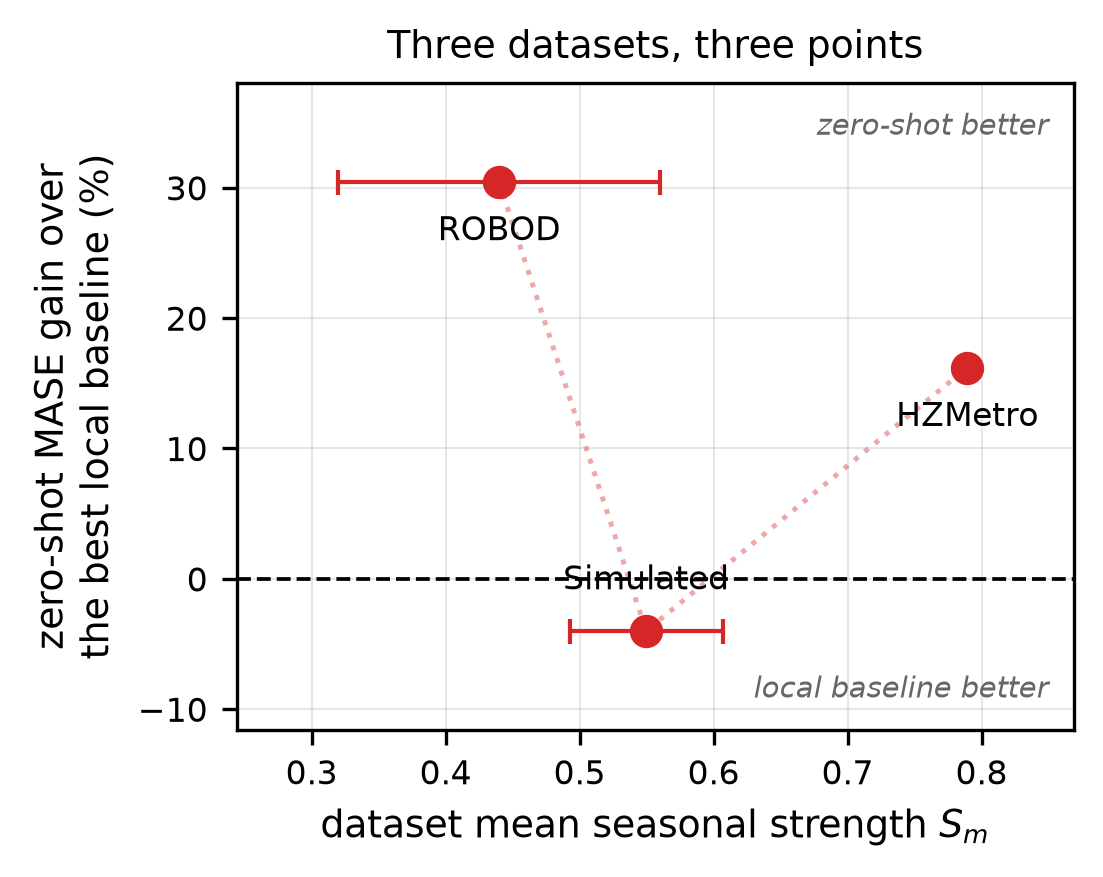 Three datasets, three points
zero-shot MASE gain over
the best local baseline (%)
30
20
10
0
−10
zero-shot better
ROBOD
HZMetro
Simulated
local baseline better
0.3 0.4 0.5 0.6 0.7 0.8
dataset mean seasonal strength Sₘ